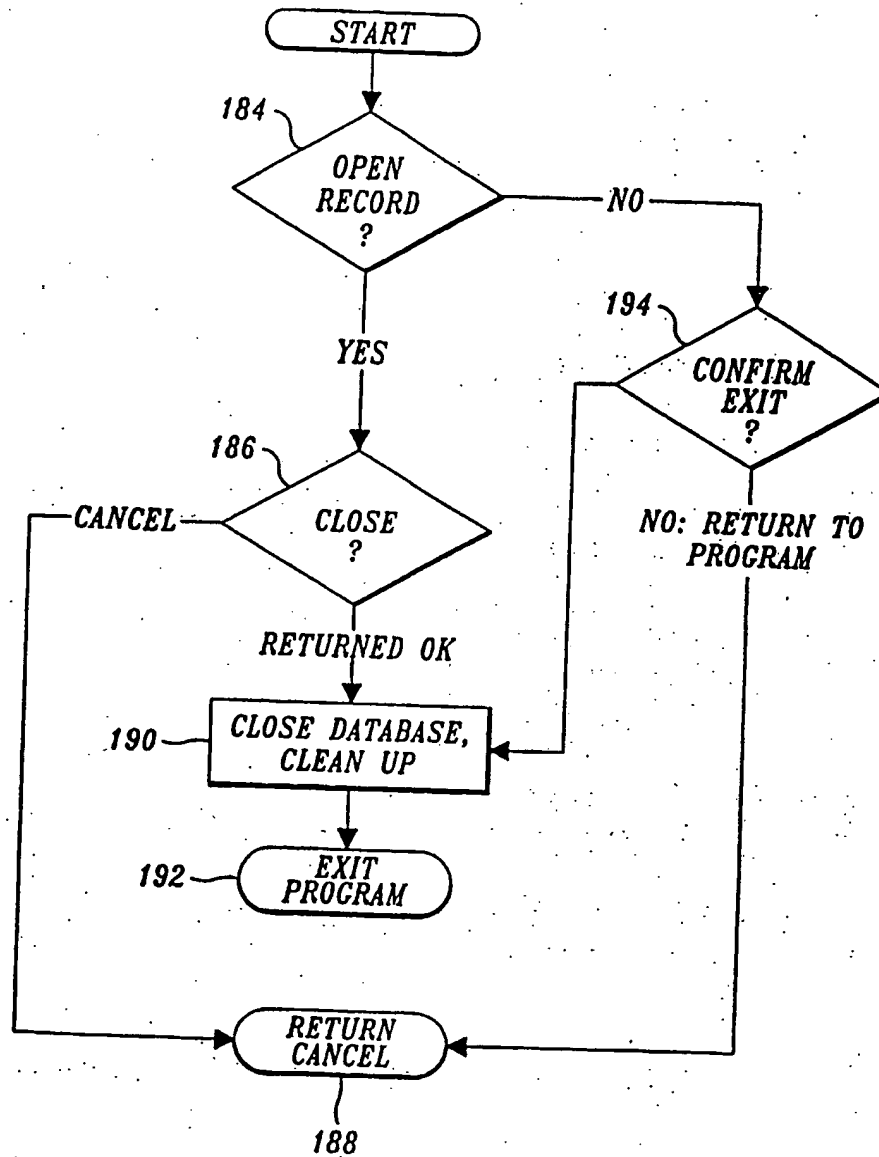 START
184
OPEN
RECORD
?
NO
194
YES
CONFIRM
EXIT
?
186
CANCEL
CLOSE
?
NO: RETURN TO
PROGRAM
RETURNED OK
190
CLOSE DATABASE,
CLEAN UP
192
EXIT
PROGRAM
RETURN
CANCEL
188